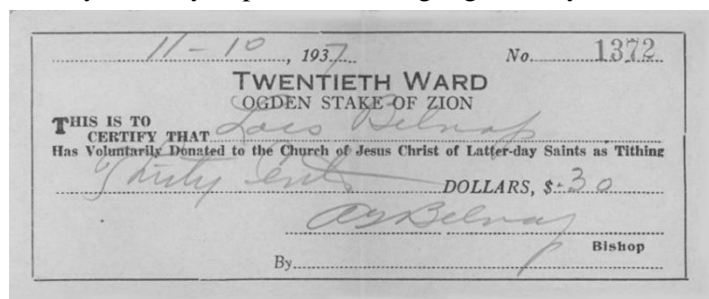 11-10, 1937 No. 1372
TWENTIETH WARD
OGDEN STAKE OF ZION
THIS IS TO
CERTIFY THAT Lois Belnap
Has Voluntarily Donated to the Church of Jesus Christ of Latter-day Saints as Tithing
Thirty Cents DOLLARS, $.30
Belnap
Bishop
By